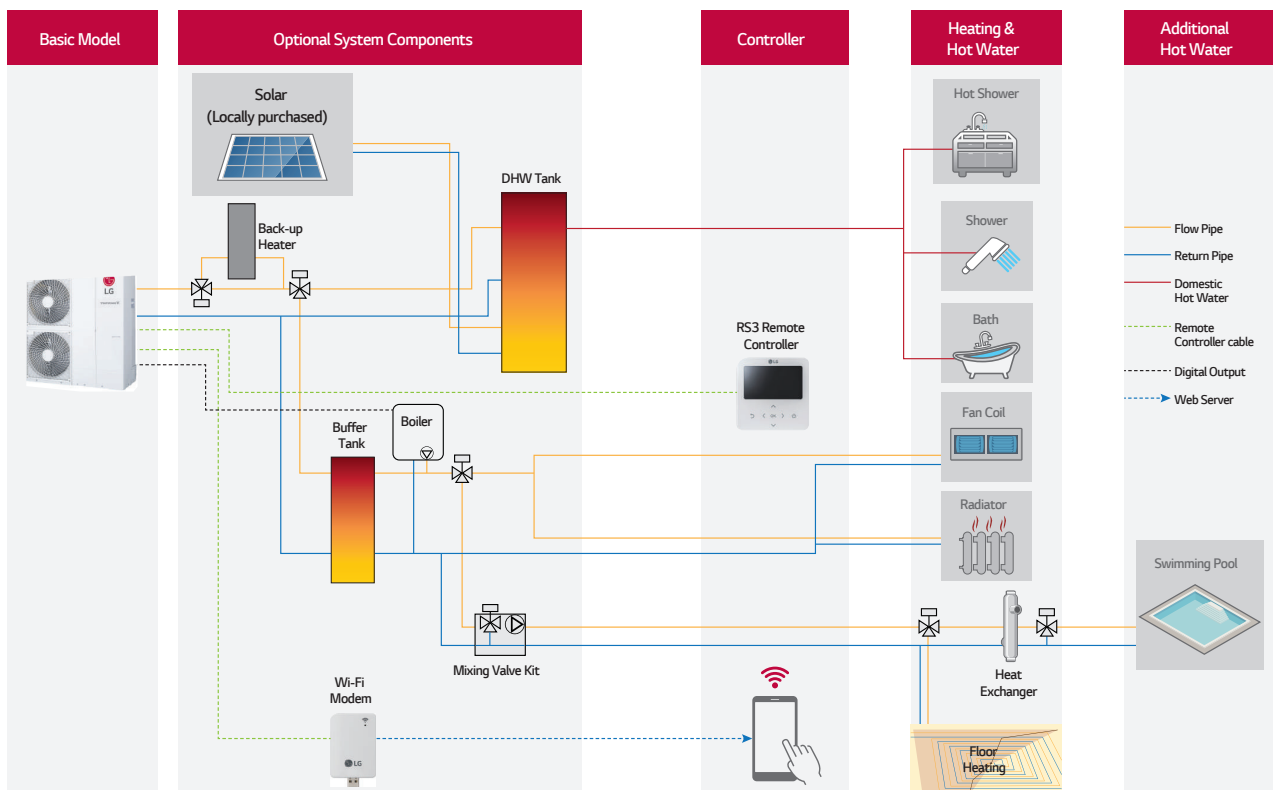 Basic Model
Optional System Components
Controller
Heating &
Hot Water
Additional
Hot Water
Solar
(Locally purchased)
Hot Shower
DHW Tank
Back-up
Heater
Shower
Flow Pipe
Return Pipe
Domestic
Hot Water
Remote
Controller cable
Digital Output
Web Server
LG
RS3 Remote
Controller
LG
OK
Bath
Boiler
Buffer
Tank
Fan Coil
Radiator
Swimming Pool
Mixing Valve Kit
Heat
Exchanger
Wi-Fi
Modem
LG
Floor
Heating